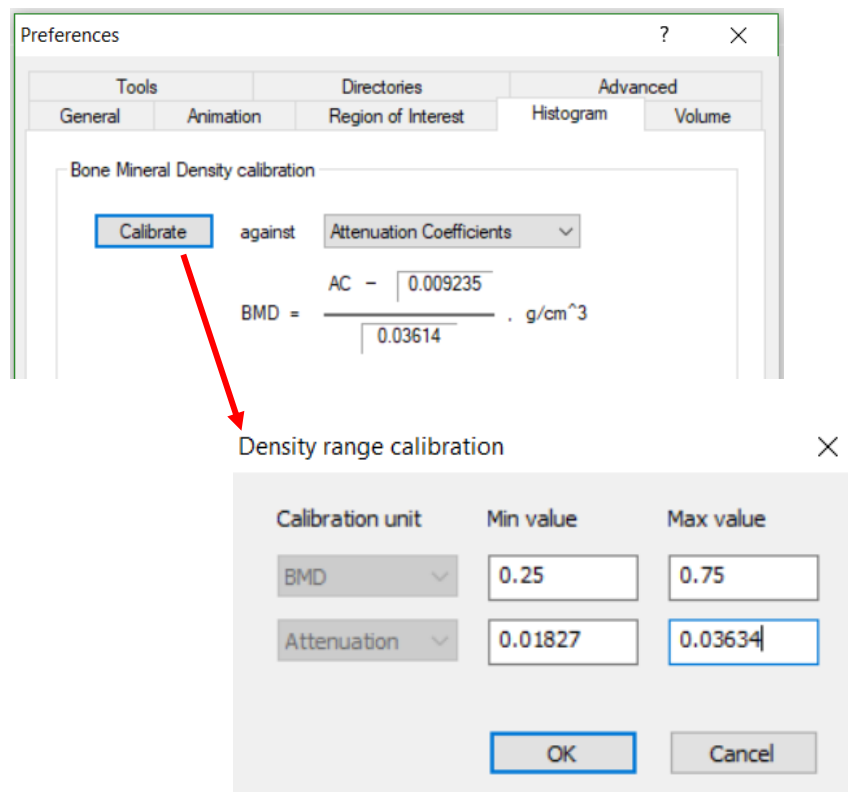 Preferences ?
Tools Directories Advanced
General Animation Region of Interest Histogram Volume
Bone Mineral Density calibration
Calibrate against Attenuation Coefficients
AC - 0.009235
BMD = , g/cm^3
0.03614
Density range calibration
Calibration unit Min value Max value
BMD 0.25 0.75
Attenuation 0.01827 0.03634
OK Cancel